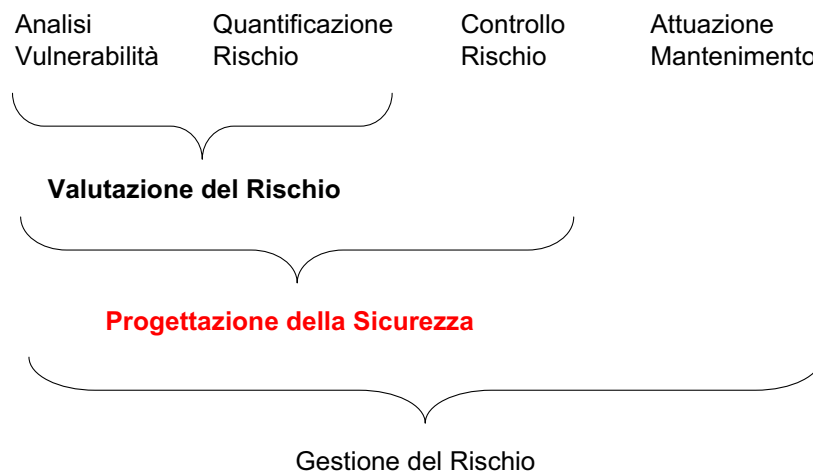 Analisi Quantificazione Controllo Attuazione
Vulnerabilità Rischio Rischio Mantenimento
Valutazione del Rischio
Progettazione della Sicurezza
Gestione del Rischio